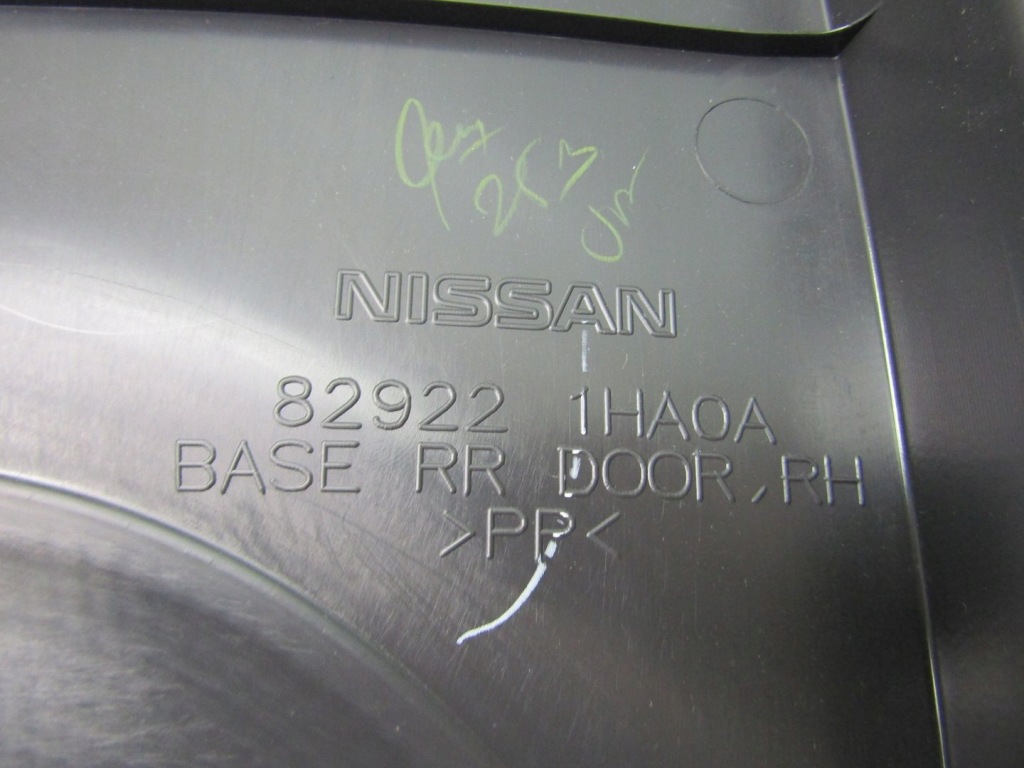 NISSAN
82922 1HA0A
BASE RR DOOR, RH
>PP<